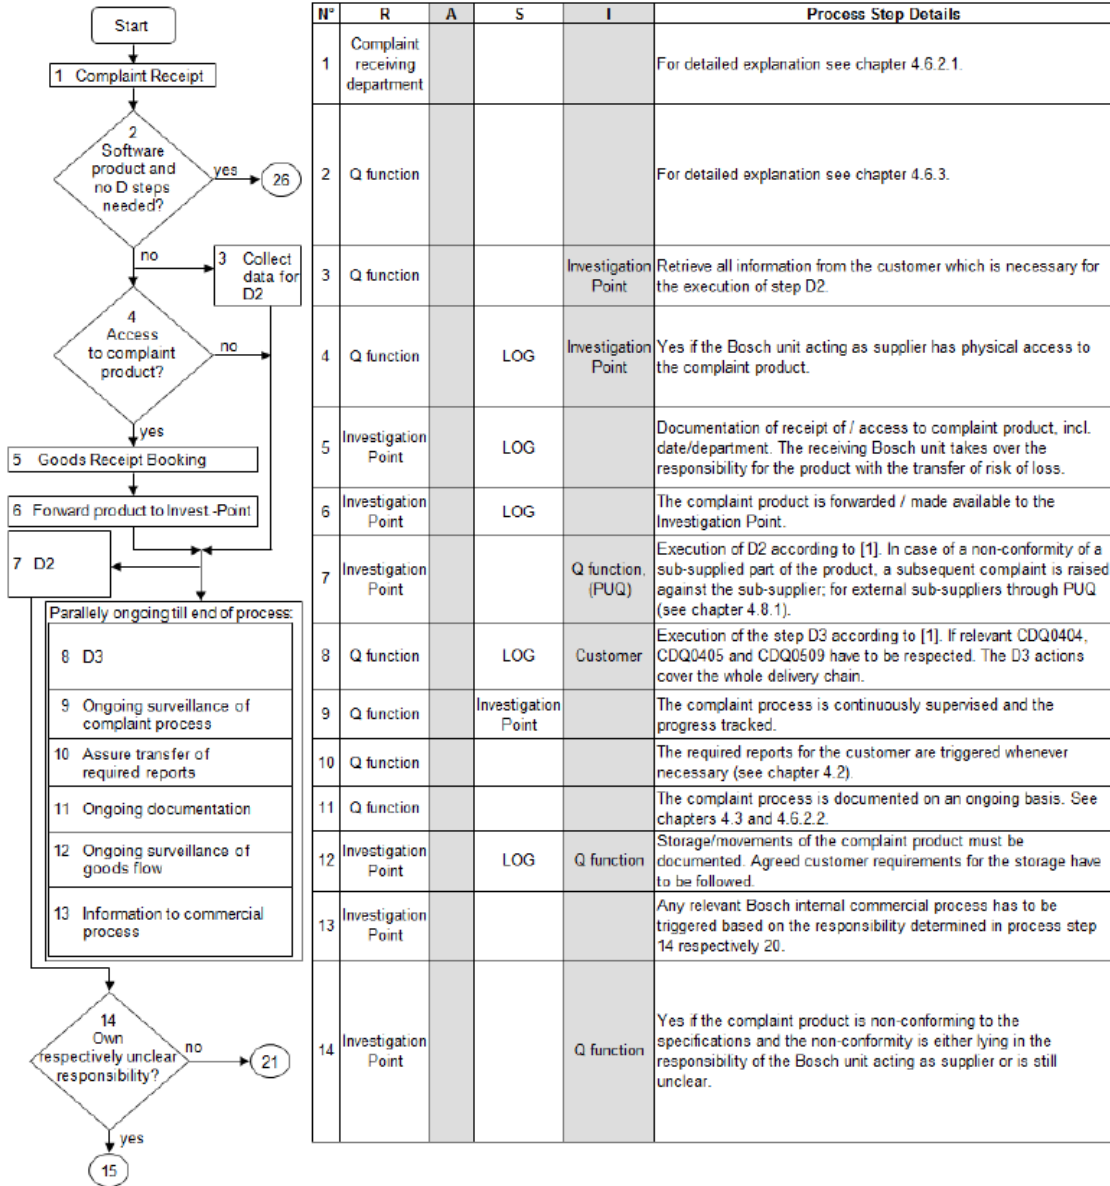 Start
1 Complaint Receipt
2
Software
product and
no D steps
needed?
yes
26
no
3 Collect
data for
D2
4
Access
to complaint
product?
no
yes
5 Goods Receipt Booking
6 Forward product to Invest.-Point
7 D2
Parallely ongoing till end of process:
8 D3
9 Ongoing surveillance of
complaint process
10 Assure transfer of
required reports
11 Ongoing documentation
12 Ongoing surveillance of
goods flow
13 Information to commercial
process
14
Own
respectively unclear
responsibility?
no
21
yes
15
N° R A S I Process Step Details
1 Complaint
receiving
department
For detailed explanation see chapter 4.6.2.1.
2 Q function For detailed explanation see chapter 4.6.3.
3 Q function Investigation
Point
Retrieve all information from the customer which is necessary for
the execution of step D2.
4 Q function LOG Investigation
Point
Yes if the Bosch unit acting as supplier has physical access to
the complaint product.
5 Investigation
Point
LOG
Documentation of receipt of / access to complaint product, incl.
date/department. The receiving Bosch unit takes over the
responsibility for the product with the transfer of risk of loss.
6 Investigation
Point
LOG
The complaint product is forwarded / made available to the
Investigation Point.
7 Investigation
Point
Q function,
(PUQ)
Execution of D2 according to [1]. In case of a non-conformity of a
sub-supplied part of the product, a subsequent complaint is raised
against the sub-supplier; for external sub-suppliers through PUQ
(see chapter 4.8.1).
8 Q function LOG Customer
Execution of the step D3 according to [1]. If relevant CDQ0404,
CDQ0405 and CDQ0509 have to be respected. The D3 actions
cover the whole delivery chain.
9 Q function Investigation
Point
The complaint process is continuously supervised and the
progress tracked.
10 Q function
The required reports for the customer are triggered whenever
necessary (see chapter 4.2).
11 Q function
The complaint process is documented on an ongoing basis. See
chapters 4.3 and 4.6.2.2.
12 Investigation
Point
LOG Q function
Storage/movements of the complaint product must be
documented. Agreed customer requirements for the storage have
to be followed.
13 Investigation
Point
Any relevant Bosch internal commercial process has to be
triggered based on the responsibility determined in process step
14 respectively 20.
14 Investigation
Point
Q function
Yes if the complaint product is non-conforming to the
specifications and the non-conformity is either lying in the
responsibility of the Bosch unit acting as supplier or is still
unclear.